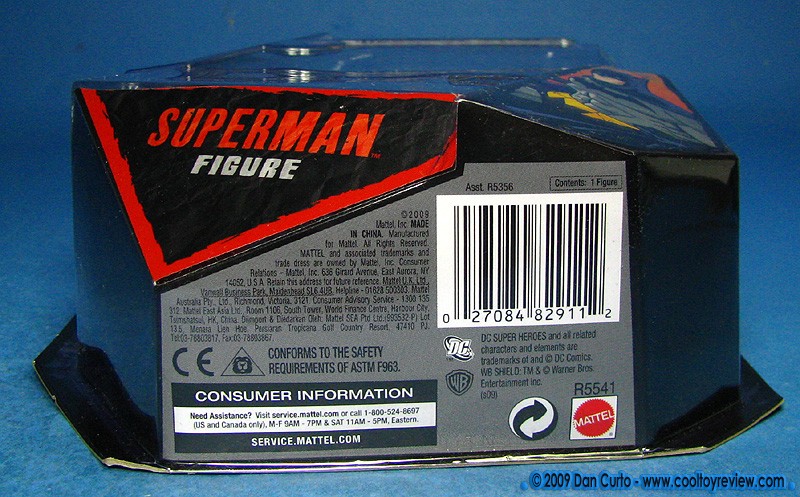 SUPERMAN™
FIGURE
Asst. R5356
Contents: 1 Figure
©2009
Mattel, Inc. MADE
IN CHINA. Manufactured
for Mattel. All Rights Reserved.
MATTEL and associated trademarks and
trade dress are owned by Mattel, Inc. Consumer
Relations - Mattel, Inc. 636 Girard Avenue, East Aurora, NY
14052, U.S.A. Retain this address for future reference. Mattel U.K. Ltd.,
Vanwall Business Park, Maidenhead SL6 4UB. Helpline - 01628 500303. Mattel
Australia Pty., Ltd., Richmond, Victoria. 3121. Consumer Advisory Service - 1300 135
312. Mattel East Asia Ltd., Room 1106, South Tower, World Finance Centre, Harbour City,
Tsimshatsui, HK, China. Diimport & Diedarkan Oleh: Mattel SEA Ptd Ltd.(993532-P) Lot
13.5, Menara Lien Hoe, Persiaran Tropicana Golf Country Resort, 47410 PJ.
Tel:03-78803817, Fax:03-78803867.
CE
CONFORMS TO THE SAFETY
REQUIREMENTS OF ASTM F963.
CONSUMER INFORMATION
Need Assistance? Visit service.mattel.com or call 1-800-524-8697
(US and Canada only), M-F 9AM - 7PM & SAT 11AM - 5PM, Eastern.
SERVICE.MATTEL.COM
0 27084 82911 2
DC
DC SUPER HEROES and all related
characters and elements are
trademarks of and © DC Comics.
WB SHIELD: TM & © Warner Bros.
Entertainment Inc.
(s09)
WB
R5541
MATTEL
© 2009 Dan Curto - www.cooltoyreview.com